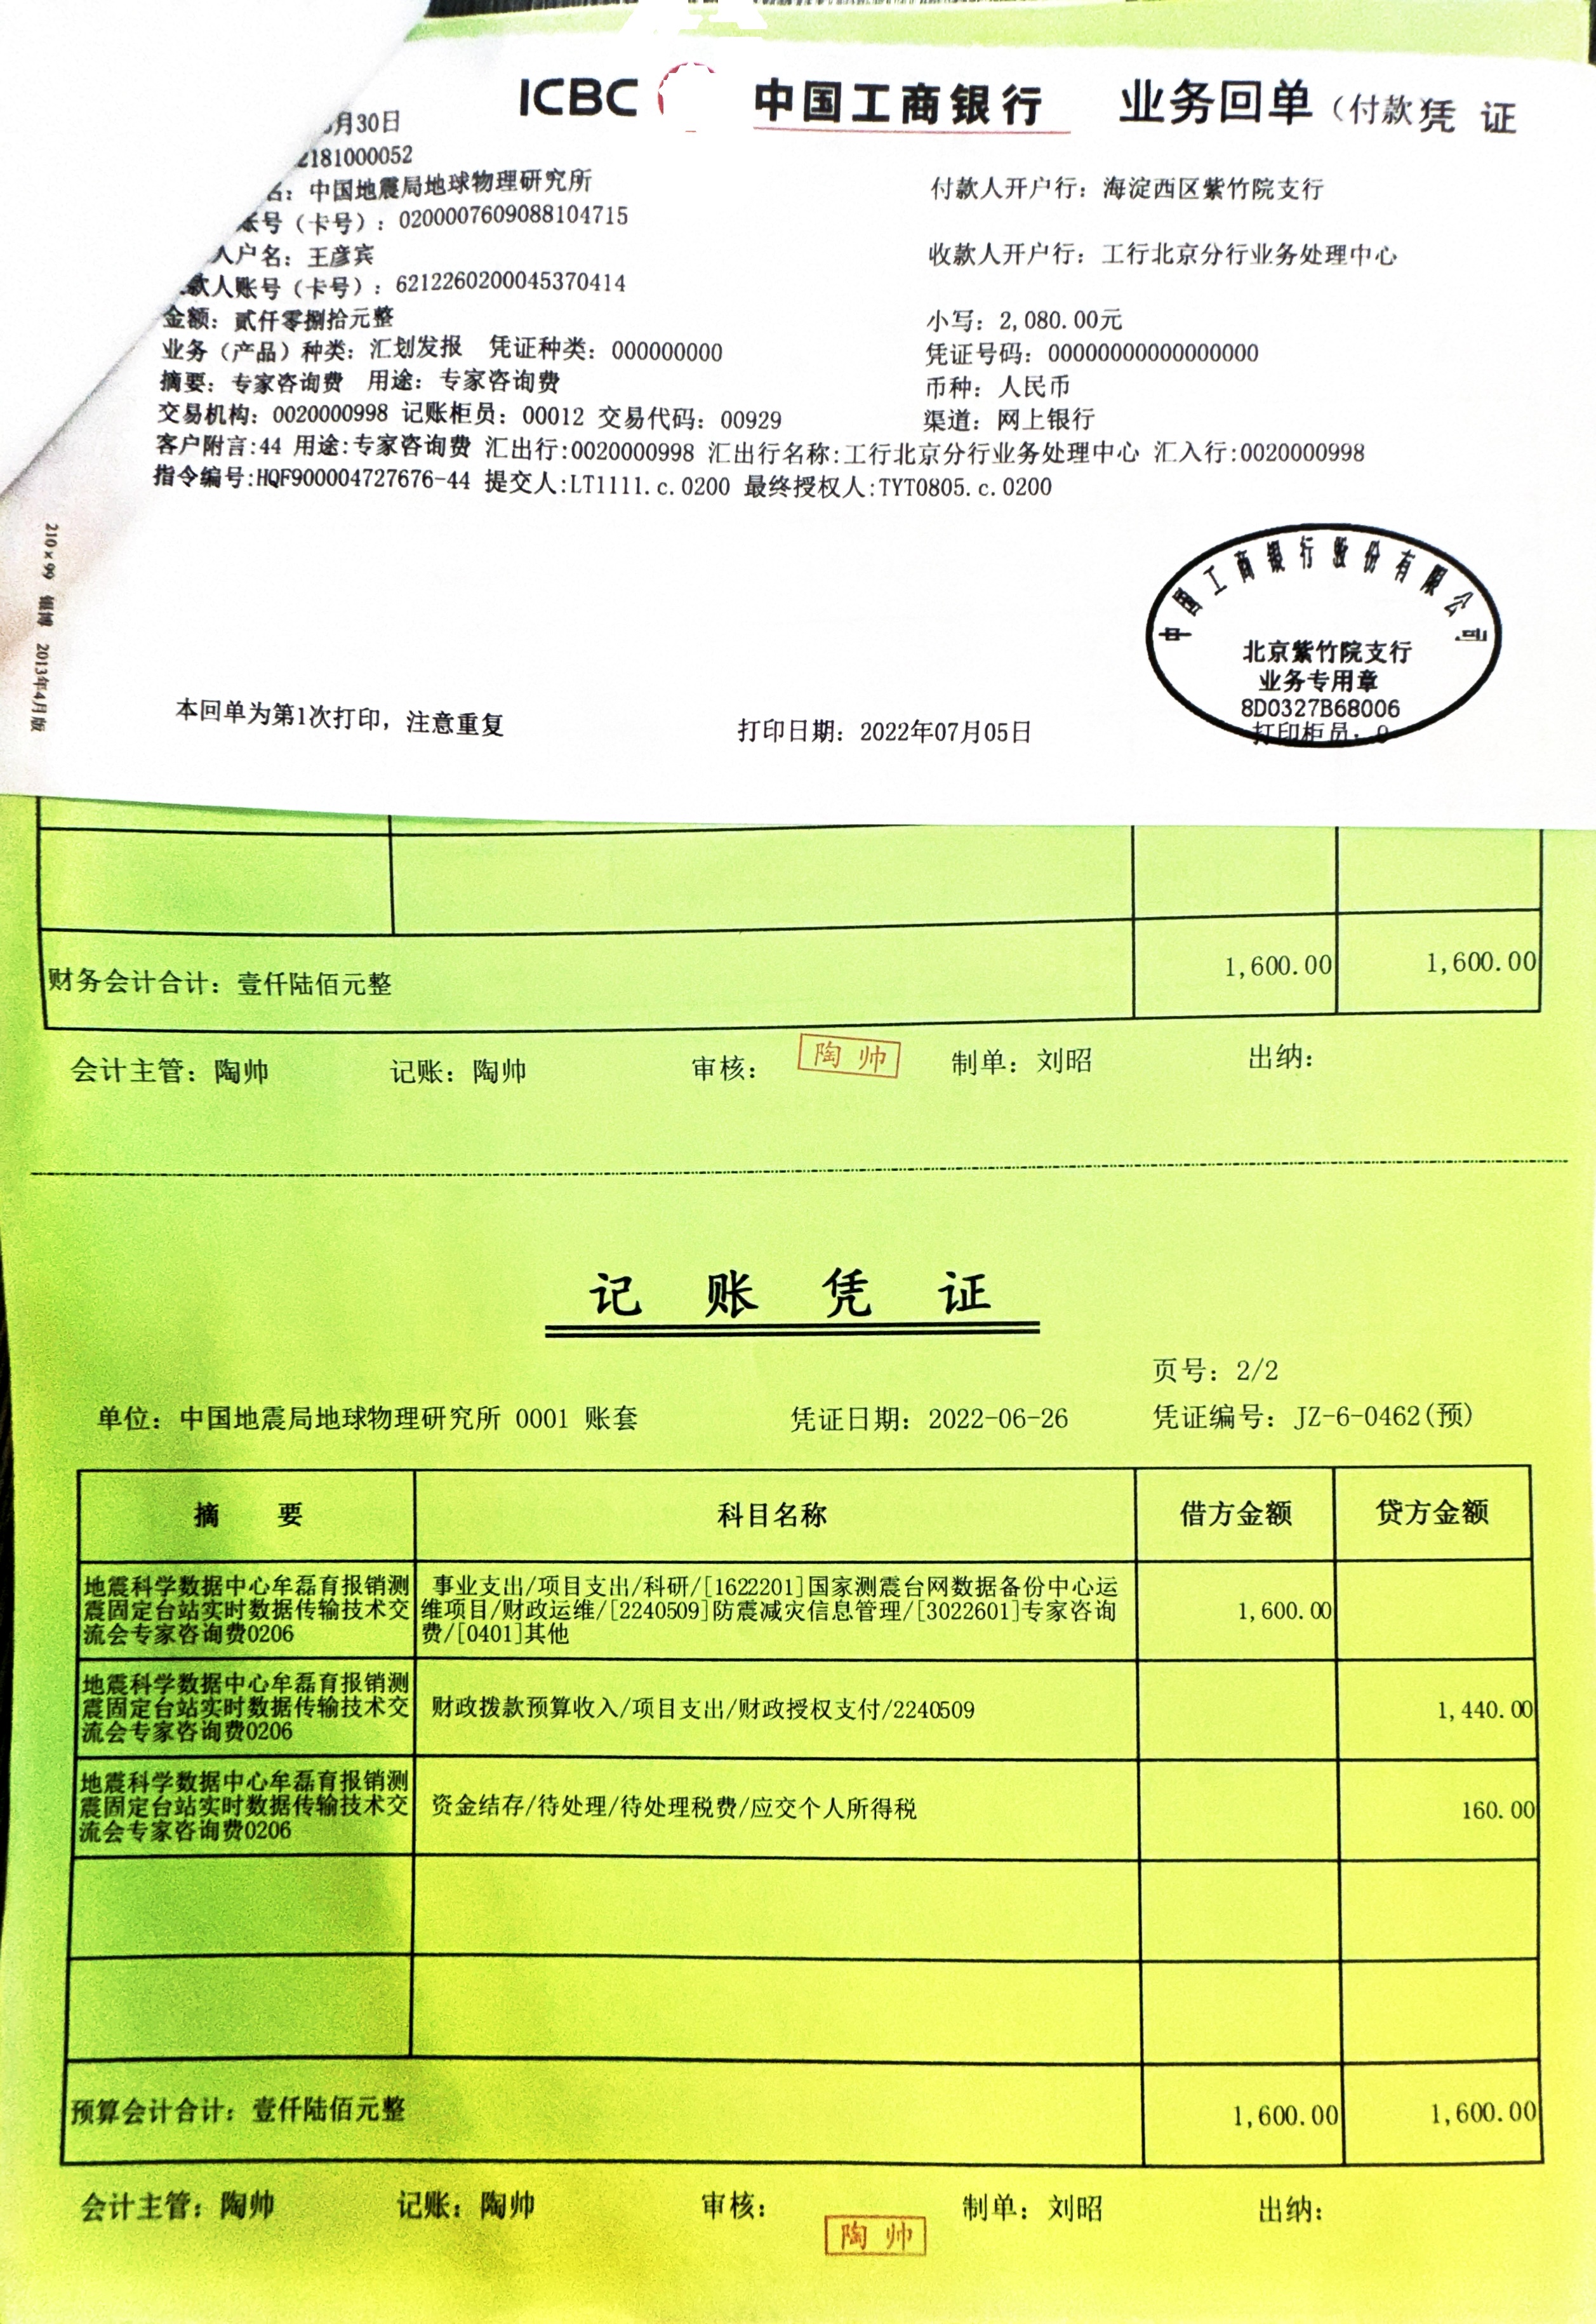 ICBC 中国工商银行 业务回单（付款）凭 证
月30日
2181000052
名：中国地震局地球物理研究所 付款人开户行：海淀西区紫竹院支行
账号（卡号）：0200007609088104715
人户名：王彦宾 收款人开户行：工行北京分行业务处理中心
款人账号（卡号）：6212260200045370414
金额：贰仟零捌拾元整 小写：2,080.00元
业务（产品）种类：汇划发报 凭证种类：000000000 凭证号码：00000000000000000
摘要：专家咨询费 用途：专家咨询费 币种：人民币
交易机构：0020000998 记账柜员：00012 交易代码：00929 渠道：网上银行
客户附言:44 用途:专家咨询费 汇出行:0020000998 汇出行名称:工行北京分行业务处理中心 汇入行:0020000998
指令编号:HQF900004727676-44 提交人:LT1111.c.0200 最终授权人:TYT0805.c.0200
210×99 2013年4月版
中国工商银行股份有限公司
北京紫竹院支行
业务专用章
8D0327B68006
本回单为第1次打印，注意重复 打印日期：2022年07月05日 打印柜员：9
财务会计合计：壹仟陆佰元整 1,600.00 1,600.00
会计主管：陶帅 记账：陶帅 审核： 陶帅 制单：刘昭 出纳：
记 账 凭 证
页号：2/2
单位：中国地震局地球物理研究所 0001 账套 凭证日期：2022-06-26 凭证编号：JZ-6-0462(预)
摘 要 科目名称 借方金额 贷方金额
地震科学数据中心牟磊育报销测
震固定台站实时数据传输技术交
流会专家咨询费0206
事业支出/项目支出/科研/[1622201]国家测震台网数据备份中心运
维项目/财政运维/[2240509]防震减灾信息管理/[3022601]专家咨询
费/[0401]其他
1,600.00
地震科学数据中心牟磊育报销测
震固定台站实时数据传输技术交
流会专家咨询费0206
财政拨款预算收入/项目支出/财政授权支付/2240509
1,440.00
地震科学数据中心牟磊育报销测
震固定台站实时数据传输技术交
流会专家咨询费0206
资金结存/待处理/待处理税费/应交个人所得税
160.00
预算会计合计：壹仟陆佰元整 1,600.00 1,600.00
会计主管：陶帅 记账：陶帅 审核： 制单：刘昭 出纳：
陶帅